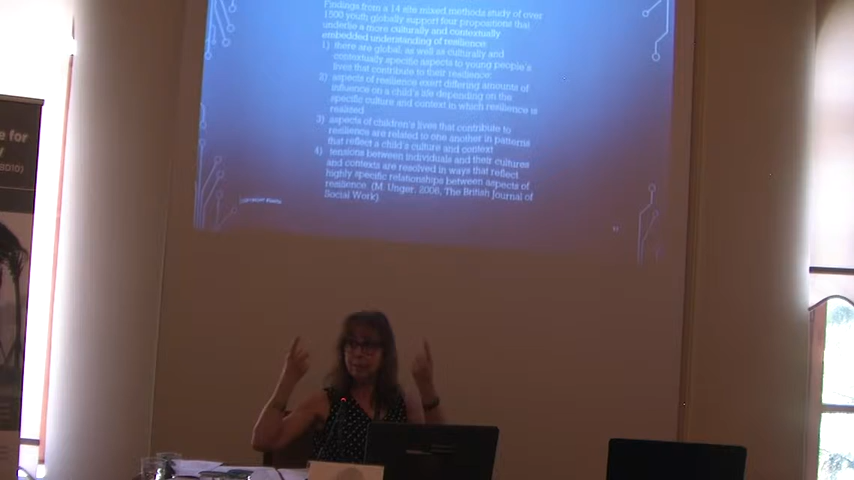 Findings from a 14 site mixed methods study of over
1500 youth globally support four propositions that
underlie a more culturally and contextually
embedded understanding of resilience:
1) there are global, as well as culturally and
contextually specific aspects to young people's
lives that contribute to their resilience;
2) aspects of resilience exert differing amounts of
influence on a child's life depending on the
specific culture and context in which resilience is
realised;
3) aspects of children's lives that contribute to
resilience are related to one another in patterns
that reflect a child's culture and context
4) tensions between individuals and their cultures
and contexts are resolved in ways that reflect
highly specific relationships between aspects of
resilience. (M. Ungar, 2006, The British Journal of
Social Work)
e for